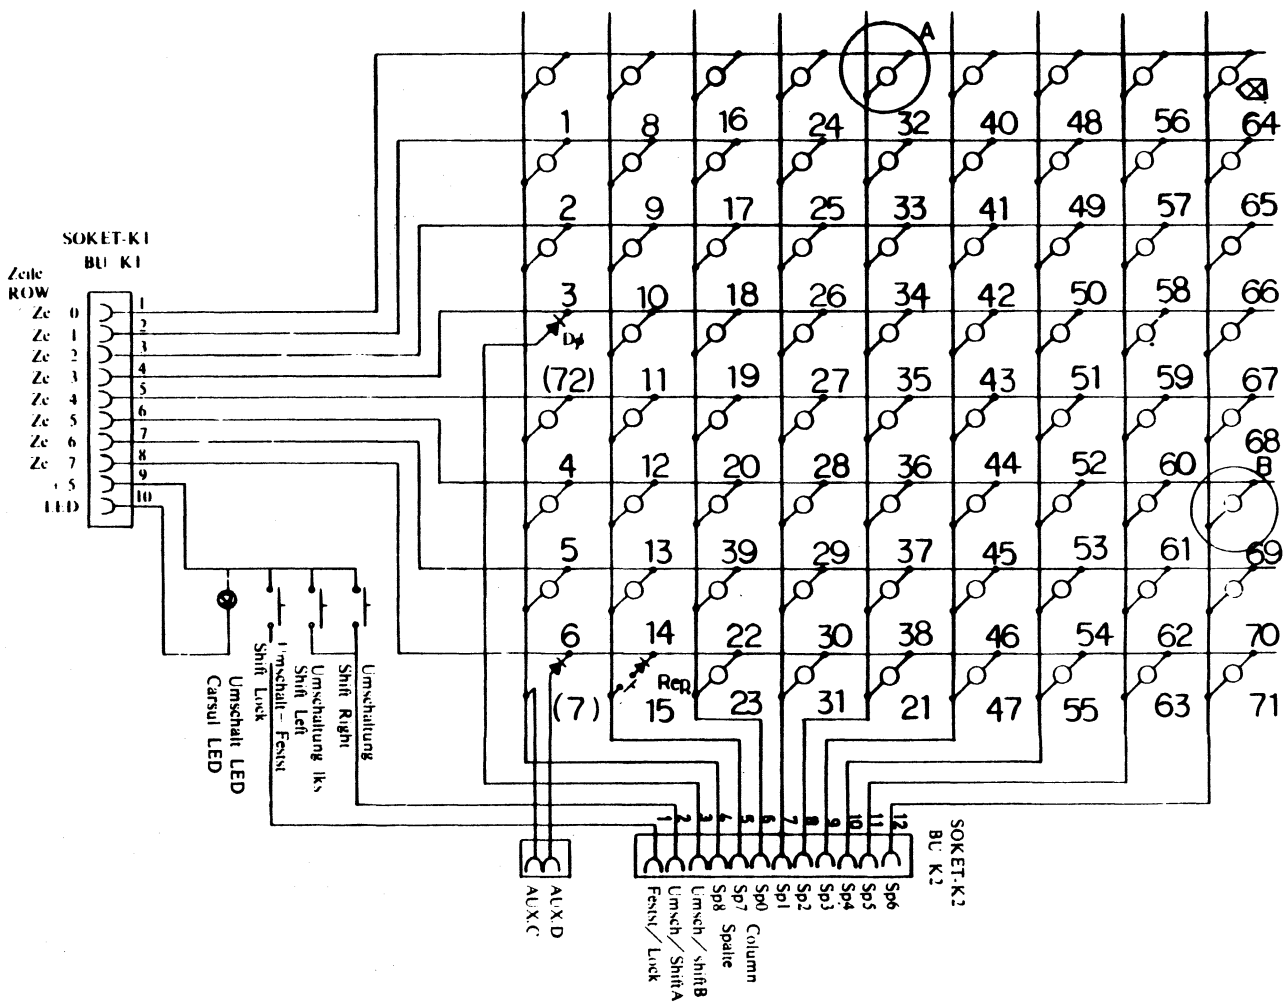 A
1 8 16 24 32 40 48 56 64
2 9 17 25 33 41 49 57 65
SOKET-K1
BU K1
Zeile
ROW
3 10 18 26 34 42 50 58 66
Dφ
Ze 0 1
Ze 1 2
Ze 2 3
Ze 3 4
Ze 4 5
Ze 5 6
Ze 6 7
Ze 7 8
5 9
LED 10
(72) 11 19 27 35 43 51 59 67
4 12 20 28 36 44 52 60 68
B
5 13 39 29 37 45 53 61 69
6 14 22 30 38 46 54 62 70
Rep
(7) 15 23 31 21 47 55 63 71
Umschaltung
Shift Right
Umschaltung lks
Shift Left
Umschalt-Festst
Shift Lock
Umschalt LED
Carsul LED
1 2 3 4 5 6 7 8 9 10 11 12
SOKET-K2
BU K2
AUX.C
AUX.D
Festst/Lock
Umsch/ShiftA
Umsch/shiftB
Sp8
Sp7
Sp0
Sp1
Sp2
Sp3
Sp4
Sp5
Sp6
Spalte
Column